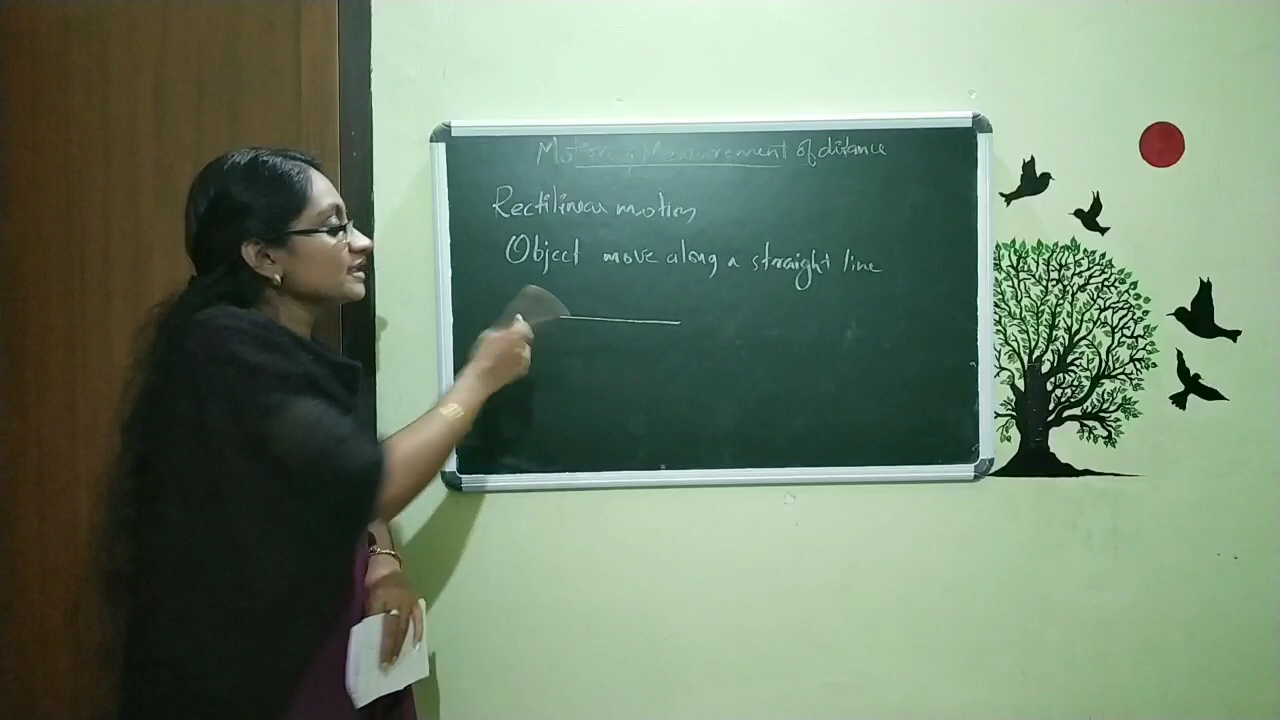 Motion ; Measurement of distance
Rectilinear motion
Object move along a straight line